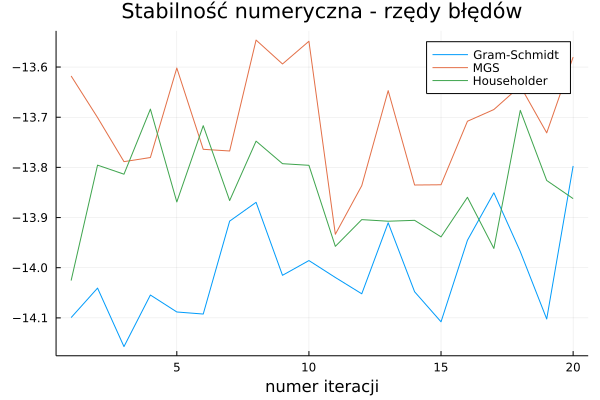 Stabilność numeryczna - rzędy błędów
Gram-Schmidt
MGS
Householder
−13.6
−13.7
−13.8
−13.9
−14.0
−14.1
5
10
15
20
numer iteracji